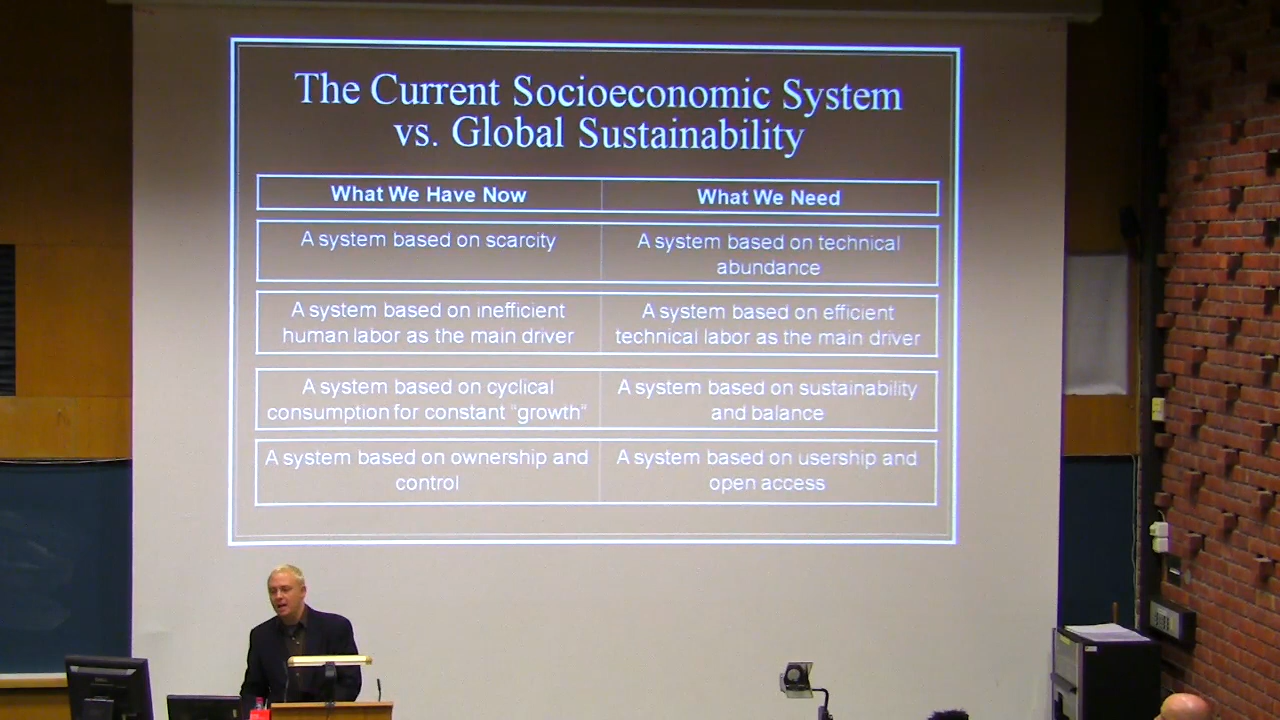 The Current Socioeconomic System
vs. Global Sustainability
What We Have Now
What We Need
A system based on scarcity
A system based on technical
abundance
A system based on inefficient
human labor as the main driver
A system based on efficient
technical labor as the main driver
A system based on cyclical
consumption for constant "growth"
A system based on sustainability
and balance
A system based on ownership and
control
A system based on usership and
open access